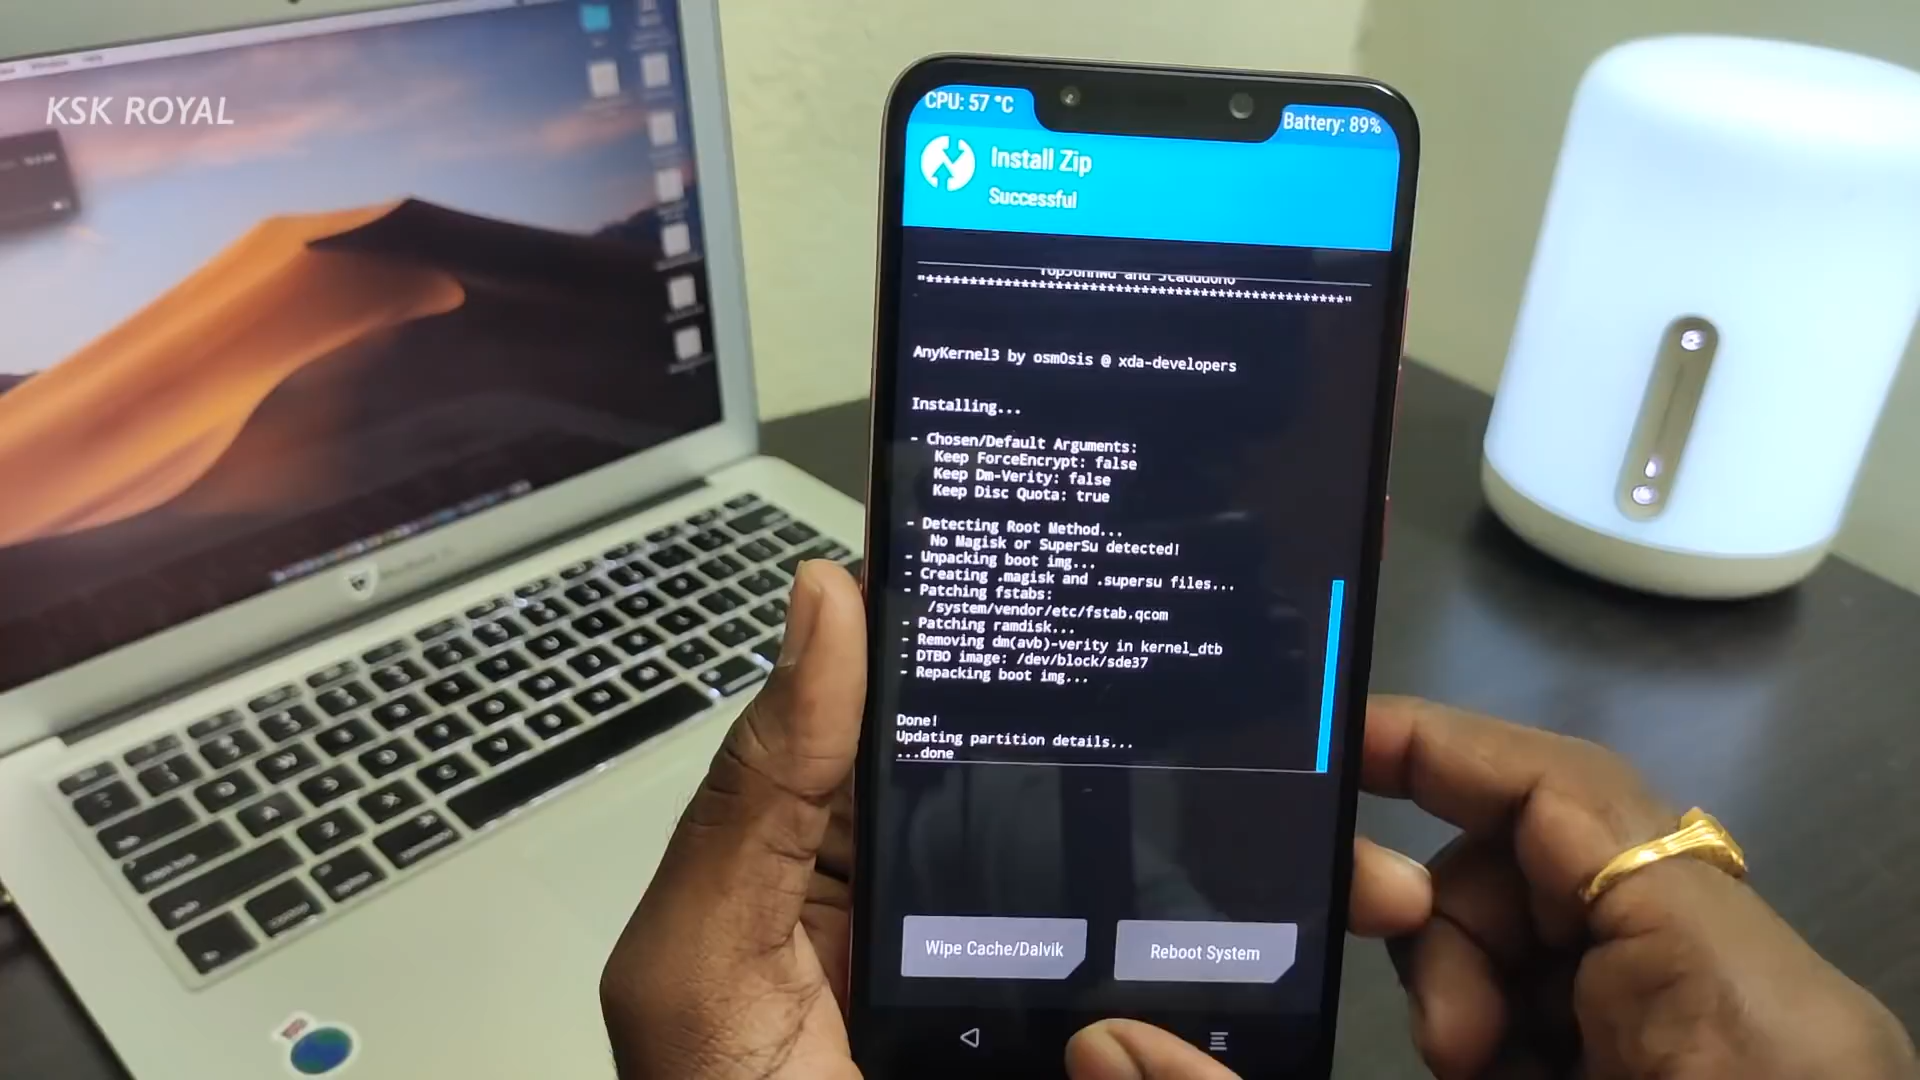 KSK ROYAL
CPU: 57 °C
Battery: 89%
Install Zip
Successful
"**************************************************"
AnyKernel3 by osm0sis @ xda-developers
Installing...
- Chosen/Default Arguments:
Keep ForceEncrypt: false
Keep Dm-Verity: false
Keep Disc Quota: true
- Detecting Root Method...
No Magisk or SuperSu detected!
- Unpacking boot img...
- Creating .magisk and .supersu files...
- Patching fstabs:
/system/vendor/etc/fstab.qcom
- Patching ramdisk...
- Removing dm(avb)-verity in kernel_dtb
- DTBO image: /dev/block/sde37
- Repacking boot img...
Done!
Updating partition details...
...done
Wipe Cache/Dalvik
Reboot System